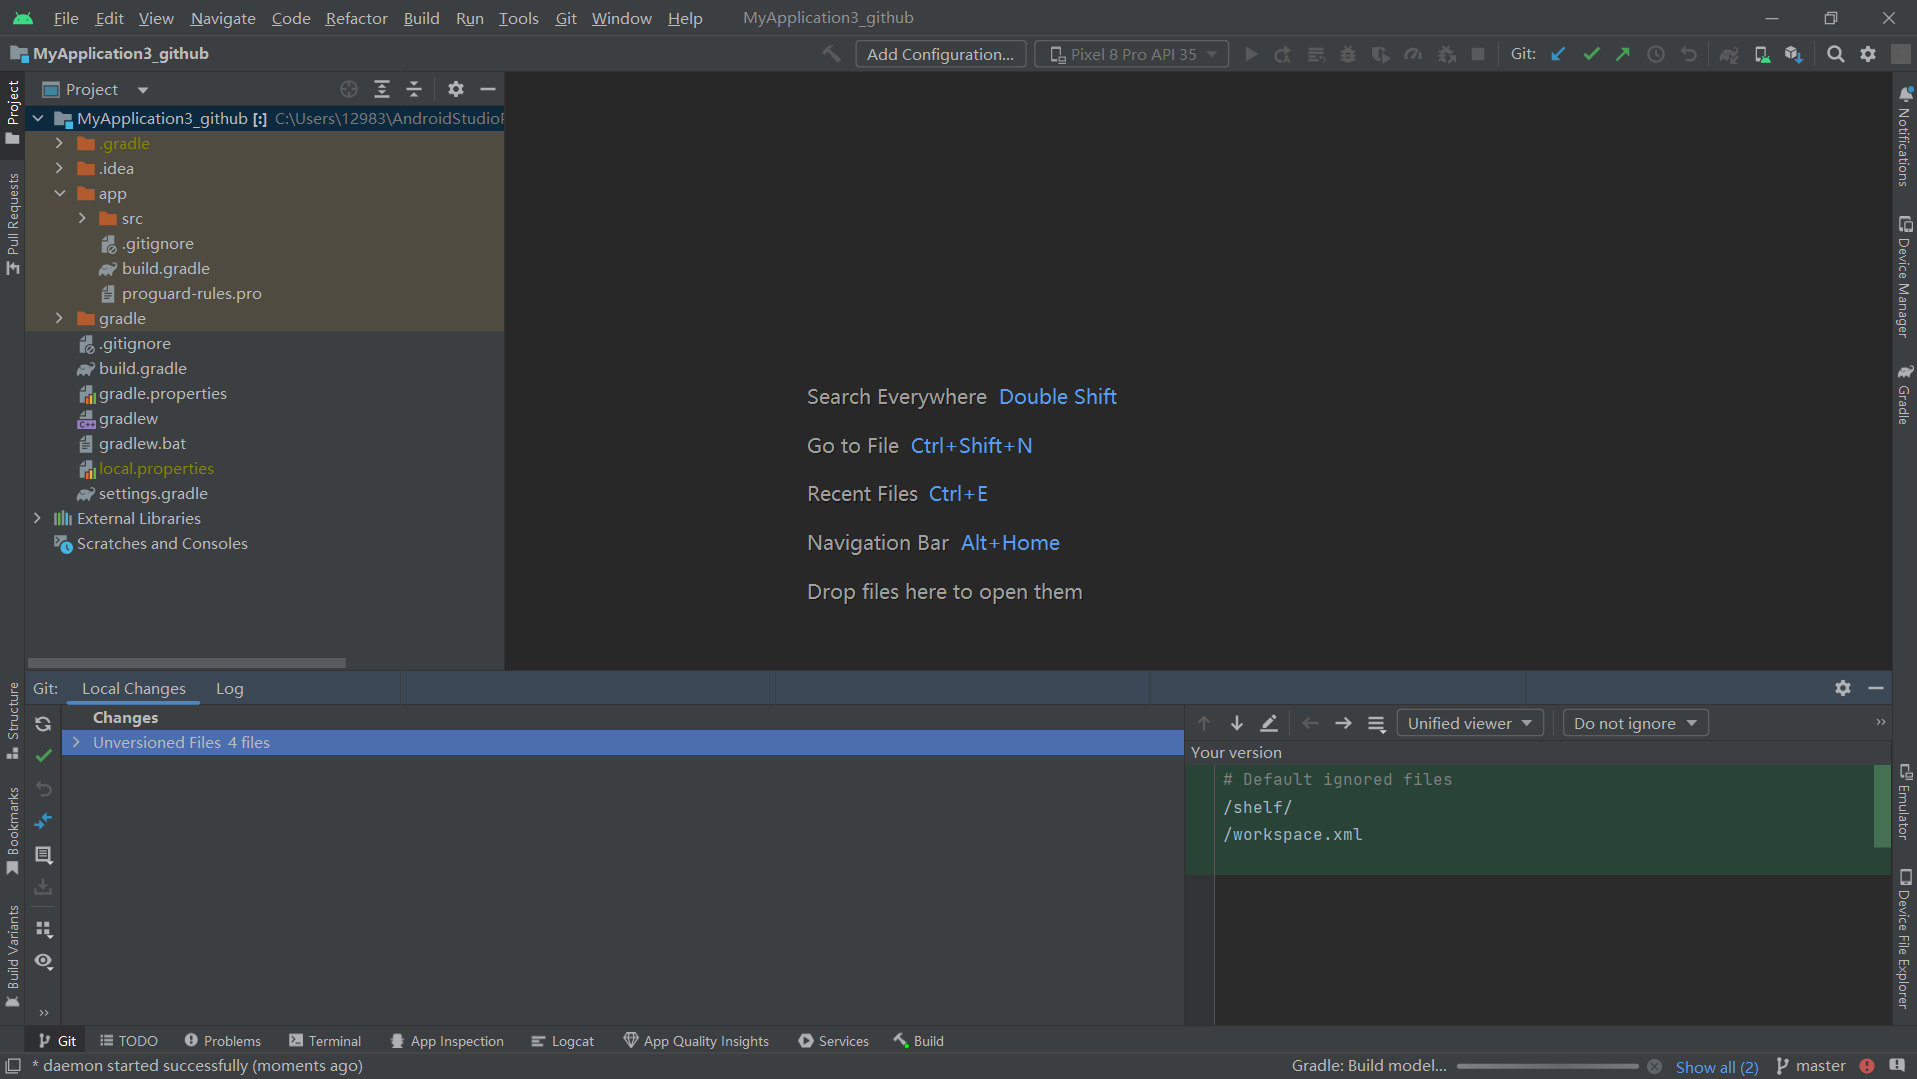 File Edit View Navigate Code Refactor Build Run Tools Git Window Help MyApplication3_github
MyApplication3_github
Add Configuration...
Pixel 8 Pro API 35
Git:
Project
MyApplication3_github [:] C:\Users\12983\AndroidStudioP
.gradle
.idea
app
src
.gitignore
build.gradle
proguard-rules.pro
gradle
.gitignore
build.gradle
gradle.properties
gradlew
gradlew.bat
local.properties
settings.gradle
External Libraries
Scratches and Consoles
Search Everywhere Double Shift
Go to File Ctrl+Shift+N
Recent Files Ctrl+E
Navigation Bar Alt+Home
Drop files here to open them
Project
Pull Requests
Structure
Bookmarks
Build Variants
Notifications
Device Manager
Gradle
Emulator
Device File Explorer
Git: Local Changes Log
Changes
Unversioned Files 4 files
Unified viewer
Do not ignore
Your version
# Default ignored files
/shelf/
/workspace.xml
Git TODO Problems Terminal App Inspection Logcat App Quality Insights Services Build
* daemon started successfully (moments ago)
Gradle: Build model...
Show all (2)
master